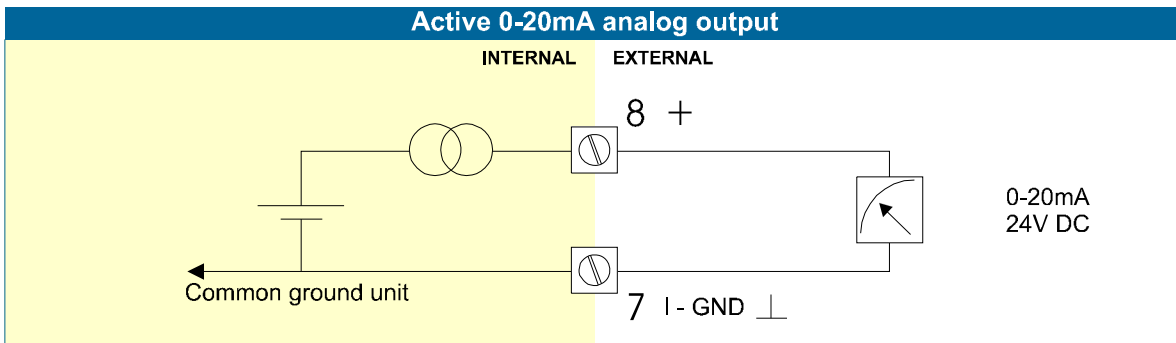 Active 0-20mA analog output
INTERNAL EXTERNAL
8 +
0-20mA
24V DC
Common ground unit
7 I - GND ⊥